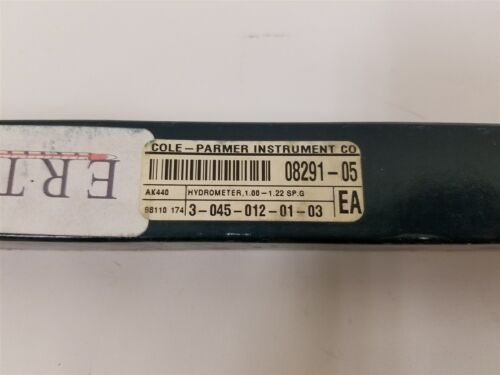 COLE-PARMER INSTRUMENT CO
08291-05
AK440 HYDROMETER,1.00-1.22 SP.G
98110 174 3-045-012-01-03 EA
ERT